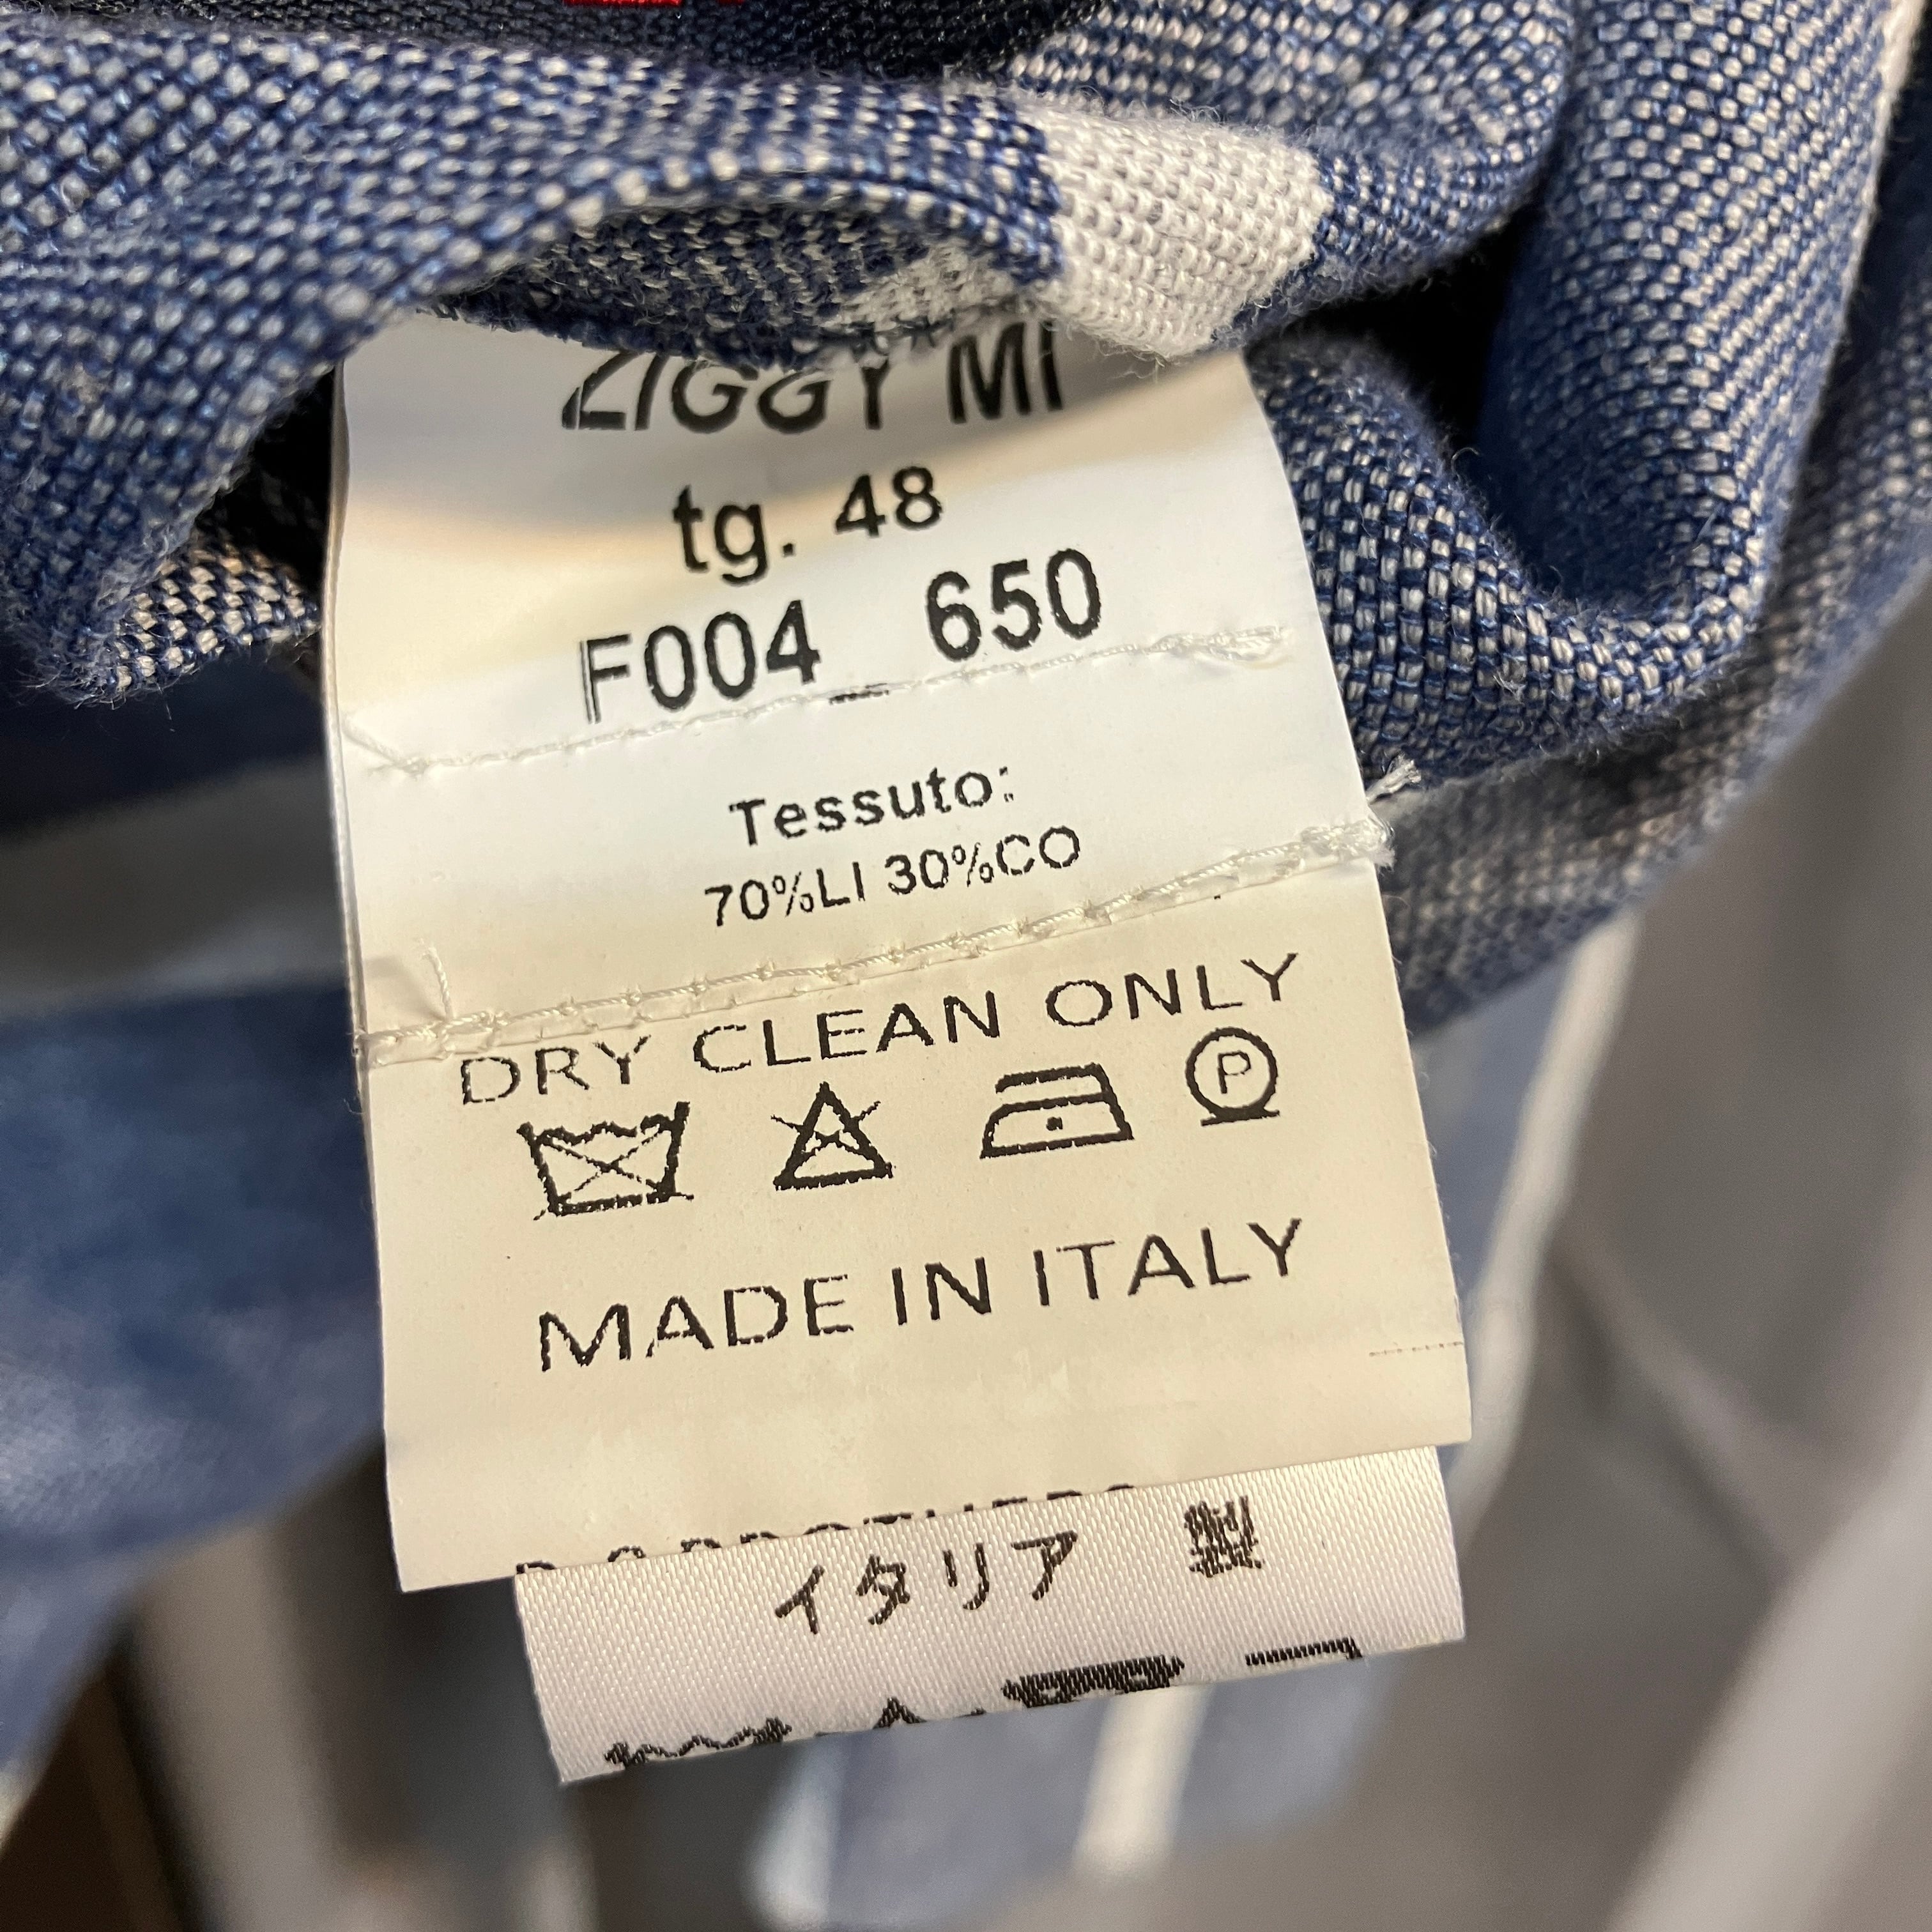 ZIGGY MI
tg. 48
F004_ 650
Tessuto:
70%LI 30%CO
DRY CLEAN ONLY
P
MADE IN ITALY
イタリア 製